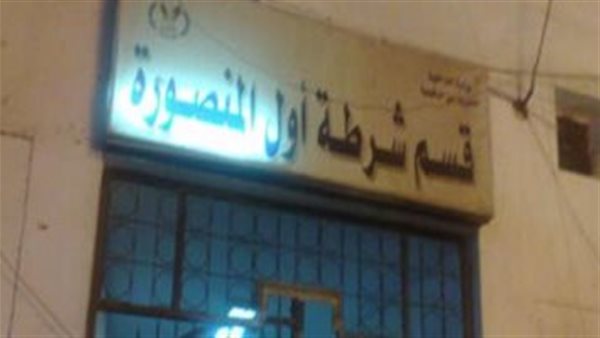 قسم شرطة أول المنصورة